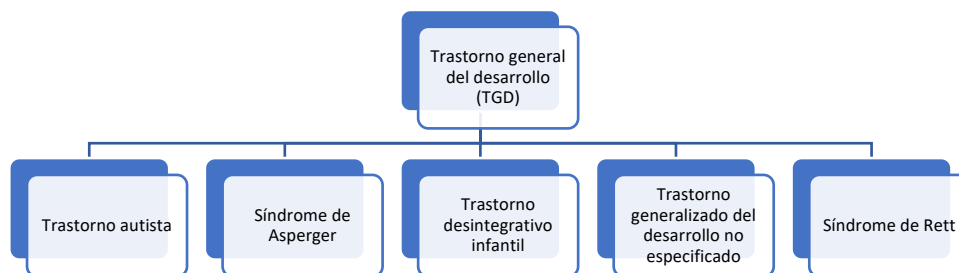 Trastorno general
del desarrollo
(TGD)
Trastorno autista
Síndrome de
Asperger
Trastorno
desintegrativo
infantil
Trastorno
generalizado del
desarrollo no
especificado
Síndrome de Rett